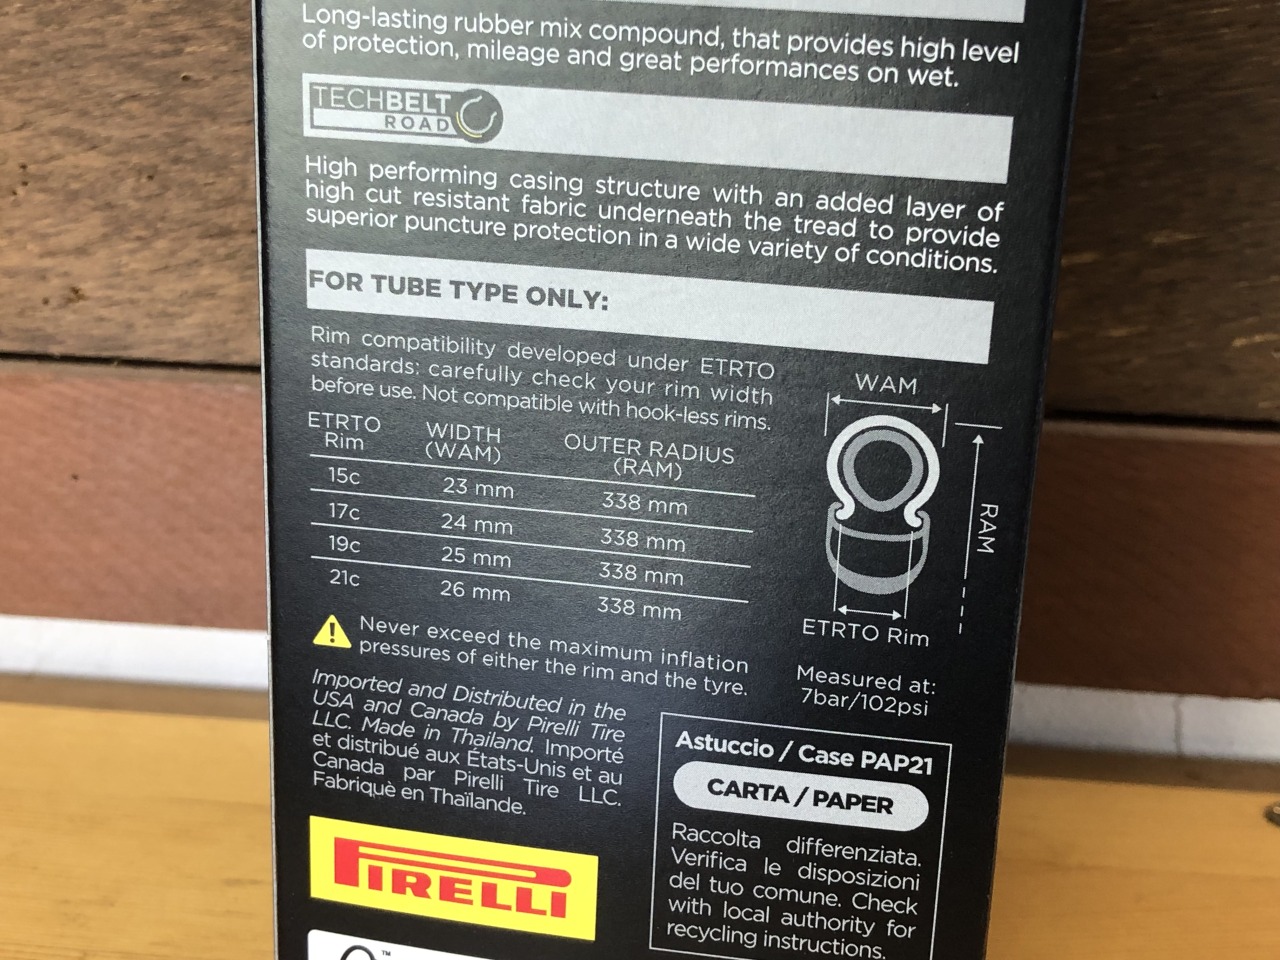 Long-lasting rubber mix compound, that provides high level
of protection, mileage and great performances on wet.
TECHBELT
ROAD
High performing casing structure with an added layer of
high cut resistant fabric underneath the tread to provide
superior puncture protection in a wide variety of conditions.
FOR TUBE TYPE ONLY:
Rim compatibility developed under ETRTO
standards: carefully check your rim width
before use. Not compatible with hook-less rims.
ETRTO Rim WIDTH (WAM) OUTER RADIUS (RAM)
15c 23 mm 338 mm
17c 24 mm 338 mm
19c 25 mm 338 mm
21c 26 mm 338 mm
WAM
RAM
ETRTO Rim
Measured at:
7bar/102psi
Never exceed the maximum inflation
pressures of either the rim and the tyre.
Imported and Distributed in the
USA and Canada by Pirelli Tire
LLC. Made in Thailand. Importé
et distribué aux États-Unis et au
Canada par Pirelli Tire LLC.
Fabriquè en Thaïlande.
PIRELLI
Astuccio / Case PAP21
CARTA / PAPER
Raccolta differenziata.
Verifica le disposizioni
del tuo comune. Check
with local authority for
recycling instructions.
TM